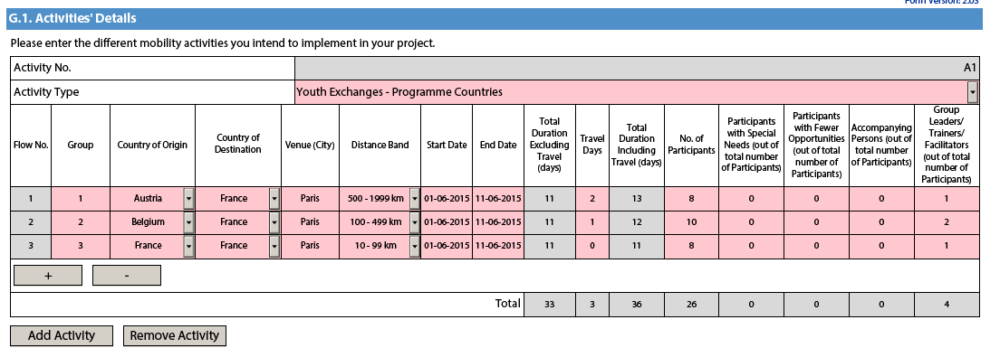 Form Version: 2.03
G.1. Activities' Details
Please enter the different mobility activities you intend to implement in your project.
Activity No. A1
Activity Type Youth Exchanges - Programme Countries
Flow No. Group Country of Origin Country of Destination Venue (City) Distance Band Start Date End Date Total Duration Excluding Travel (days) Travel Days Total Duration Including Travel (days) No. of Participants Participants with Special Needs (out of total number of Participants) Participants with Fewer Opportunities (out of total number of Participants) Accompanying Persons (out of total number of Participants) Group Leaders/ Trainers/ Facilitators (out of total number of Participants)
1 1 Austria France Paris 500 - 1999 km 01-06-2015 11-06-2015 11 2 13 8 0 0 0 1
2 2 Belgium France Paris 100 - 499 km 01-06-2015 11-06-2015 11 1 12 10 0 0 0 2
3 3 France France Paris 10 - 99 km 01-06-2015 11-06-2015 11 0 11 8 0 0 0 1
+ -
Total 33 3 36 26 0 0 0 4
Add Activity Remove Activity